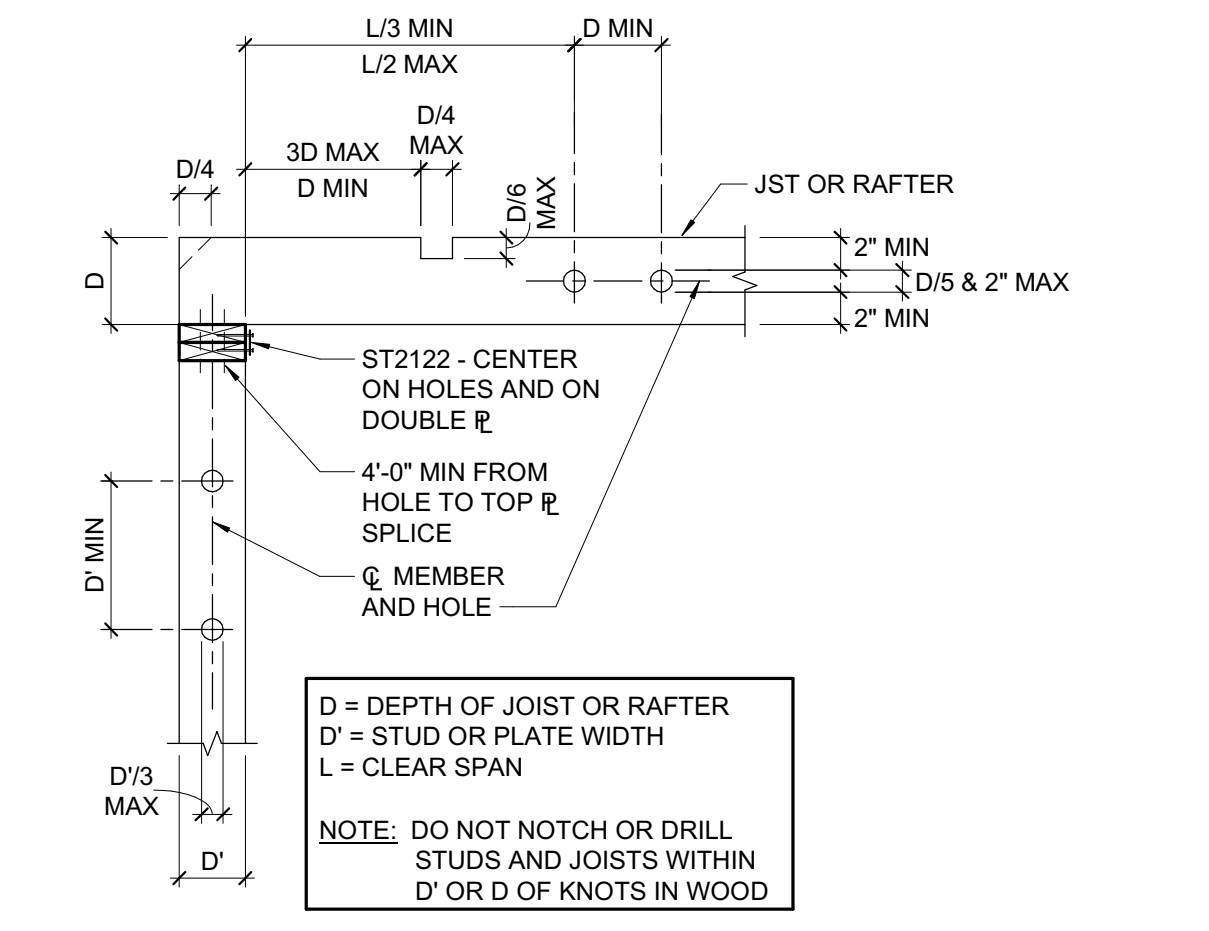 L/3 MIN
L/2 MAX
D MIN
D/4
MAX
3D MAX
D MIN
D/4
D/6
MAX
JST OR RAFTER
D
2" MIN
D/5 & 2" MAX
2" MIN
ST2122 - CENTER
ON HOLES AND ON
DOUBLE ⅊
4'-0" MIN FROM
HOLE TO TOP ⅊
SPLICE
D' MIN
℄ MEMBER
AND HOLE
D'/3
MAX
D'
D = DEPTH OF JOIST OR RAFTER
D' = STUD OR PLATE WIDTH
L = CLEAR SPAN
NOTE: DO NOT NOTCH OR DRILL
STUDS AND JOISTS WITHIN
D' OR D OF KNOTS IN WOOD